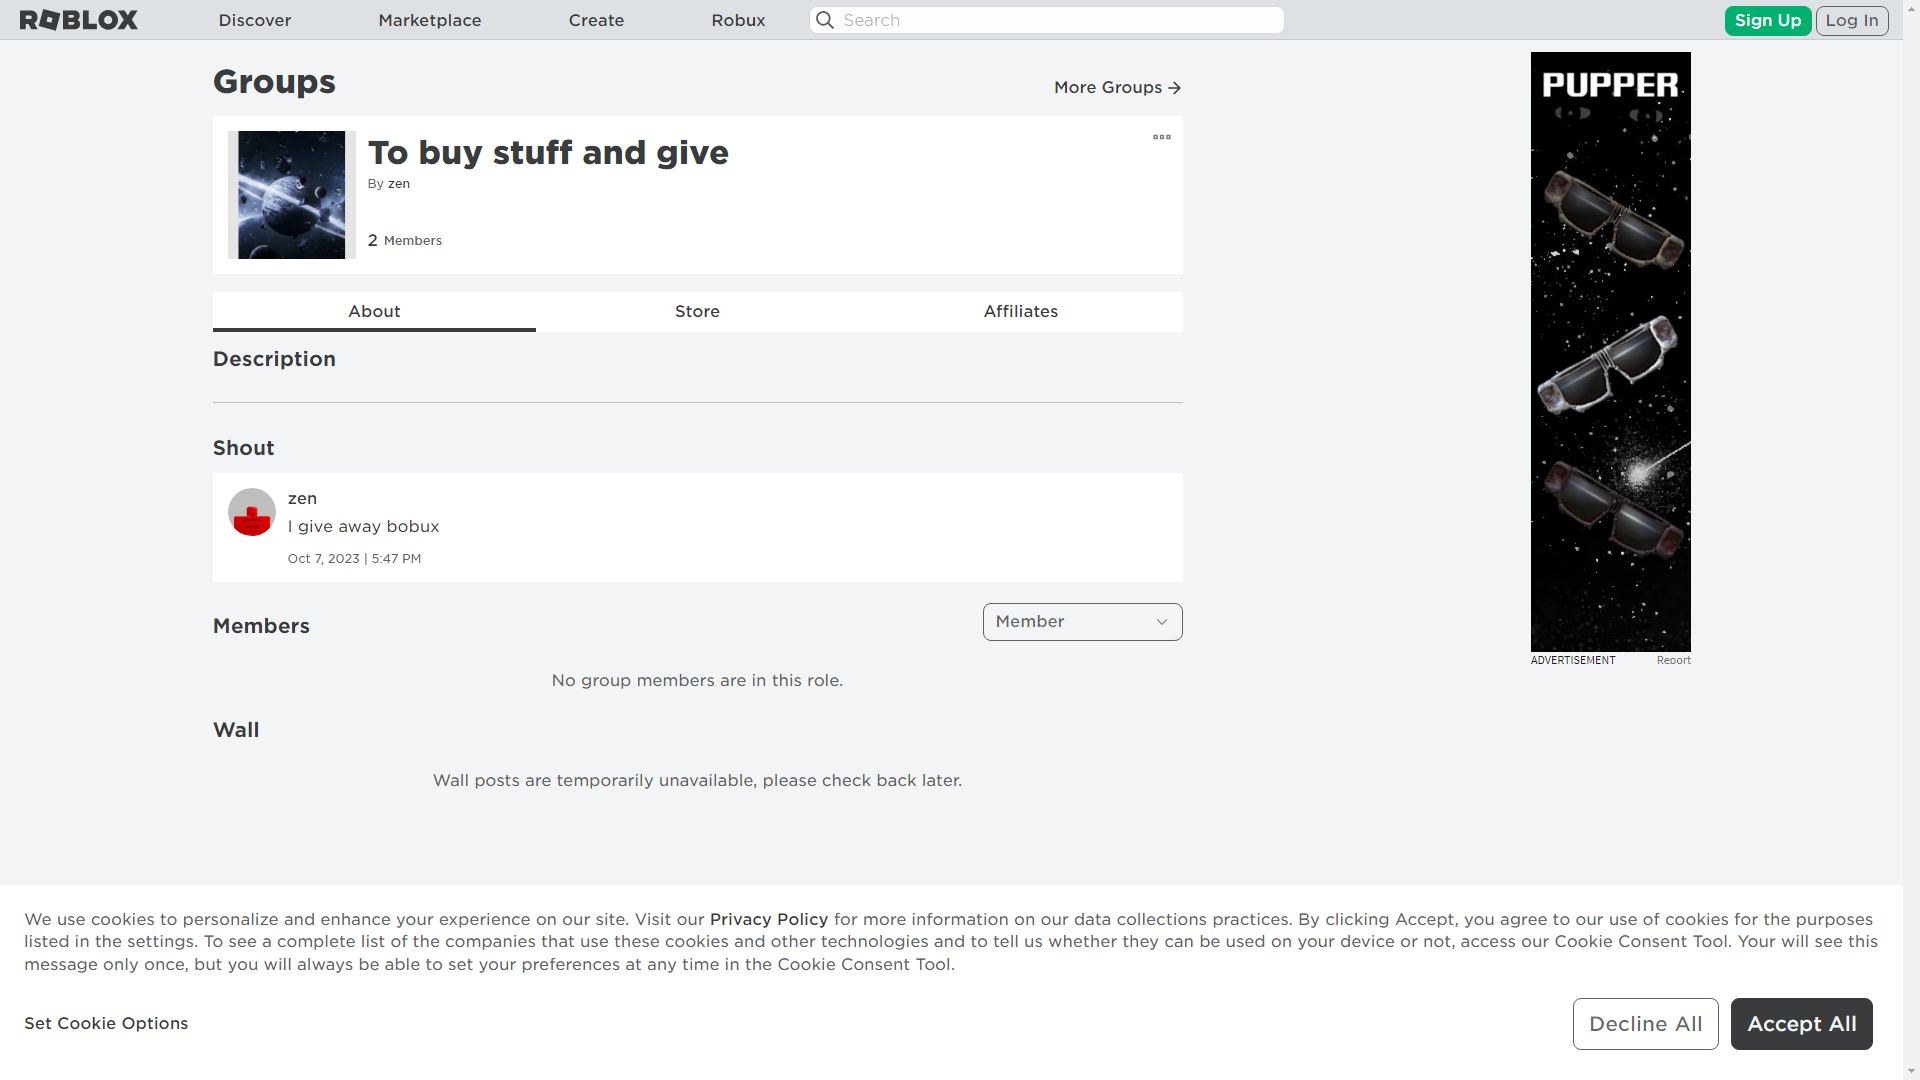 ROBLOX
Discover
Marketplace
Create
Robux
Search
Sign Up
Log In
Groups
More Groups
To buy stuff and give
By zen
2 Members
About
Store
Affiliates
Description
Shout
zen
I give away bobux
Oct 7, 2023 | 5:47 PM
Members
Member
No group members are in this role.
Wall
Wall posts are temporarily unavailable, please check back later.
PUPPER
ADVERTISEMENT
Report
We use cookies to personalize and enhance your experience on our site. Visit our Privacy Policy for more information on our data collections practices. By clicking Accept, you agree to our use of cookies for the purposes
listed in the settings. To see a complete list of the companies that use these cookies and other technologies and to tell us whether they can be used on your device or not, access our Cookie Consent Tool. Your will see this
message only once, but you will always be able to set your preferences at any time in the Cookie Consent Tool.
Set Cookie Options
Decline All
Accept All